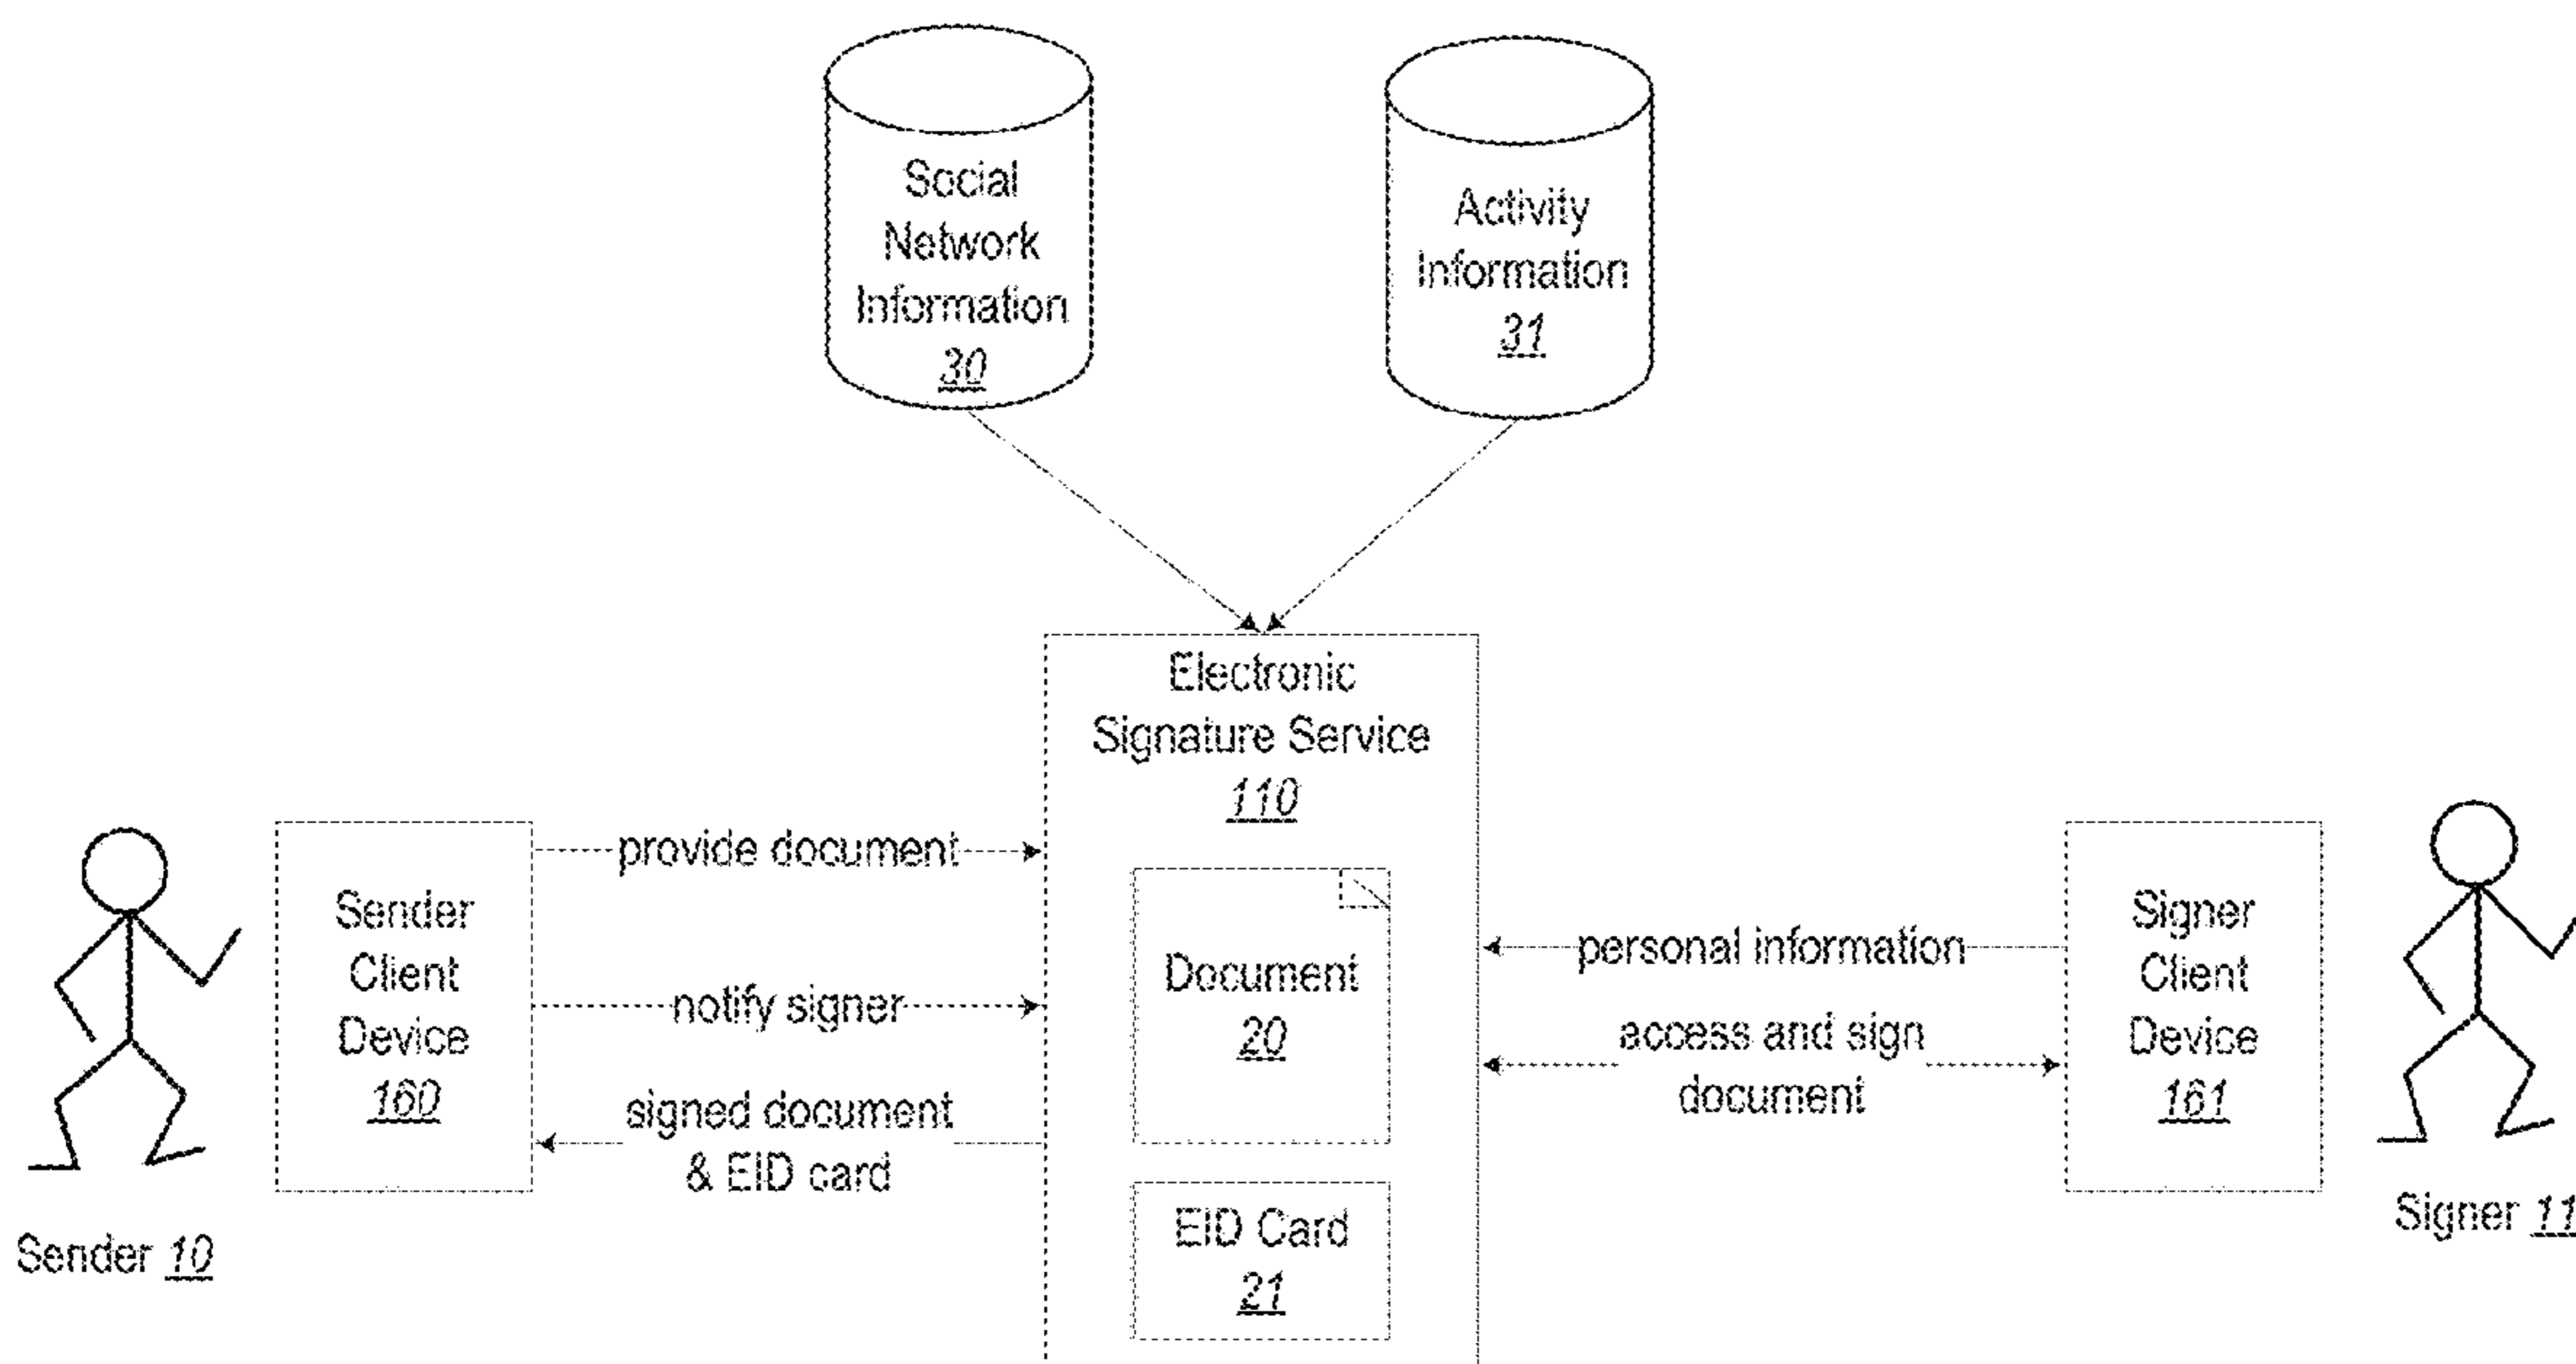 Social
Network
Information
30
Activity
Information
31
Electronic
Signature Service
110
provide document
notify signer
signed document
& EID card
Sender
Client
Device
160
Sender 10
Document
20
EID Card
21
personal information
access and sign
document
Signer
Client
Device
161
Signer 11